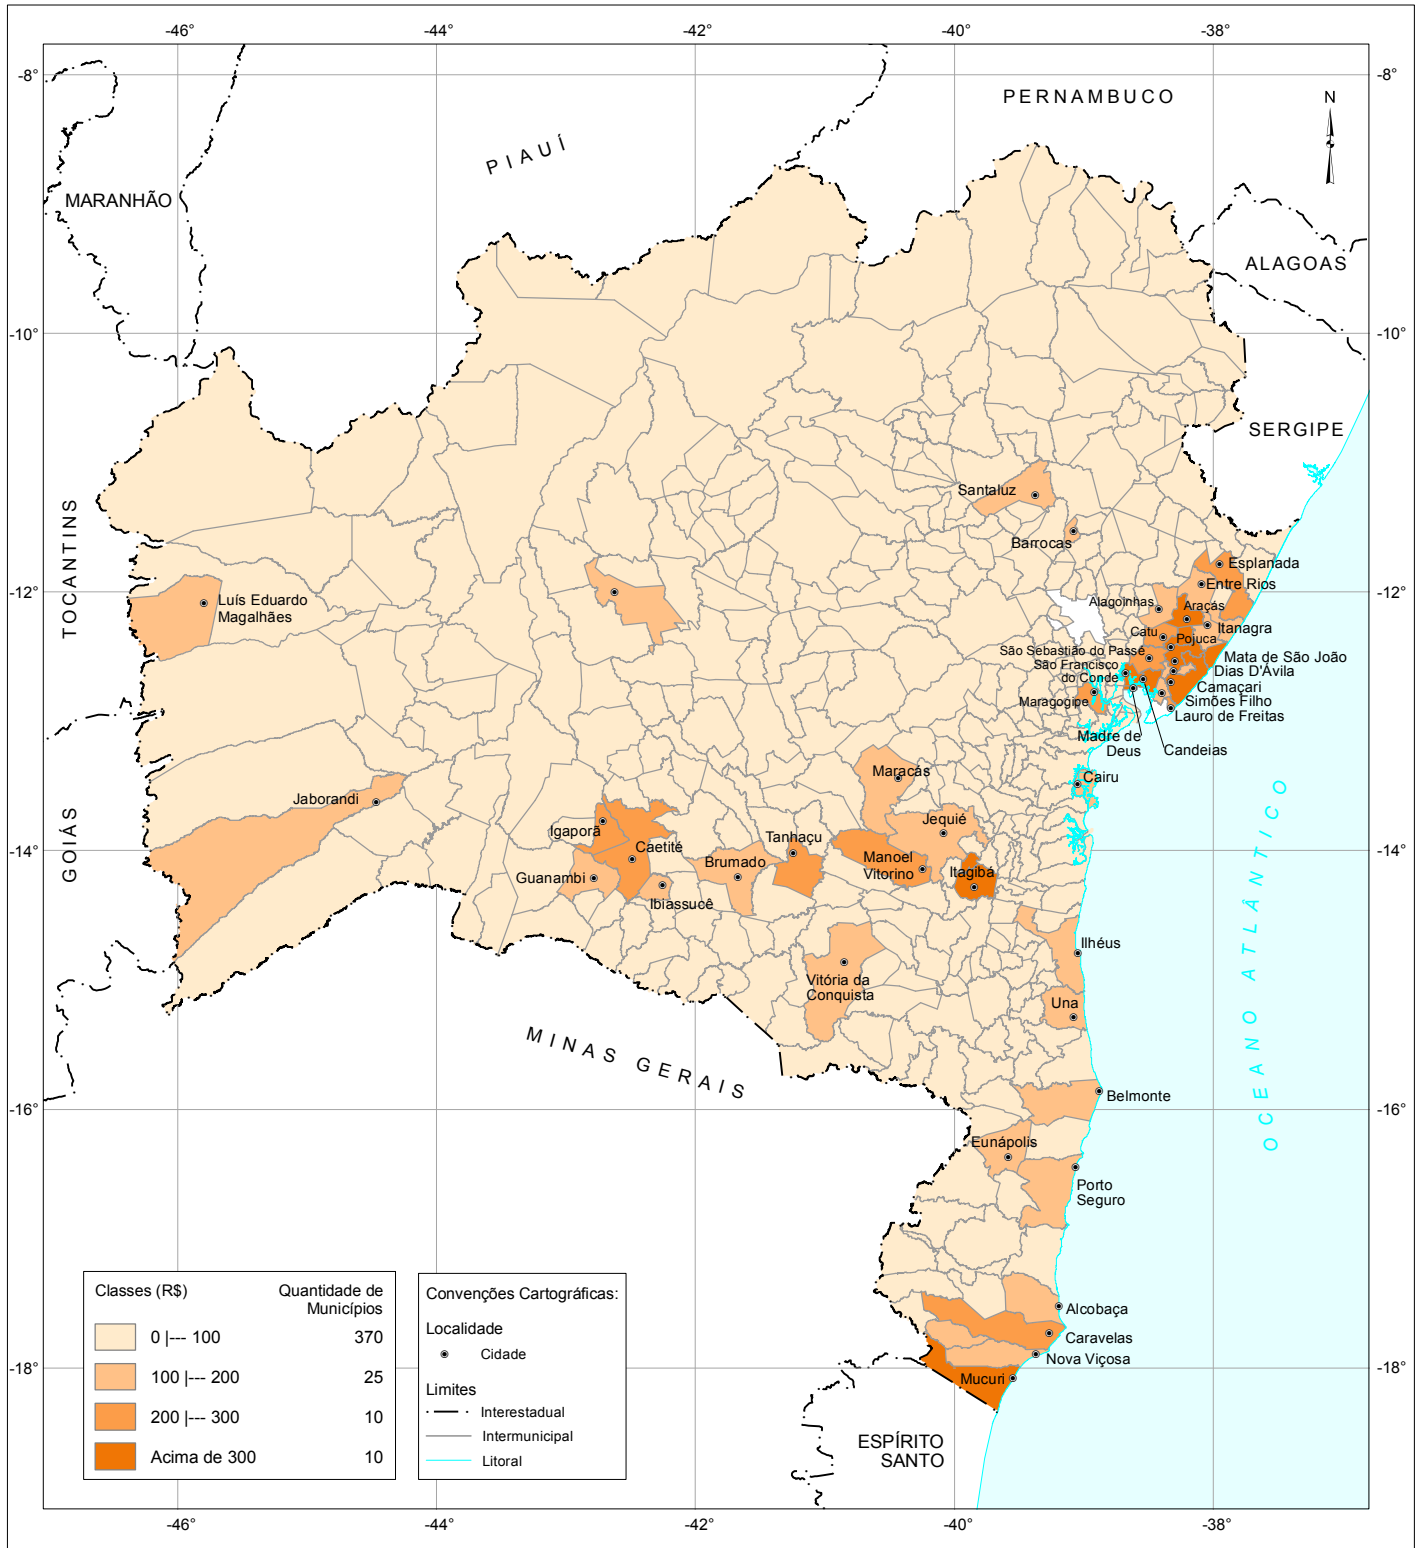 -46°
-44°
-42°
-40°
-38°
-8°
-8°
PERNAMBUCO
N
PIAUÍ
MARANHÃO
ALAGOAS
-10°
-10°
SERGIPE
TOCANTINS
Santaluz
Barrocas
Esplanada
Entre Rios
-12°
-12°
Luís Eduardo
Magalhães
Alagoinhas
Araçás
Itanagra
Catu
Pojuca
São Sebastião do Passé
Mata de São João
São Francisco
do Conde
Dias D'Ávila
Camaçari
Maragogipe
Simões Filho
Lauro de Freitas
Madre de
Deus
Candeias
Maracás
Cairu
Jaborandi
GOIÁS
OCEANO ATLÂNTICO
Igaporã
Jequié
Tanhaçu
-14°
-14°
Caetité
Brumado
Manoel
Vitorino
Itagibá
Guanambi
Ibiassucê
Ilhéus
Vitória da
Conquista
Una
MINAS GERAIS
Belmonte
-16°
-16°
Eunápolis
Porto
Seguro
Alcobaça
Caravelas
Nova Viçosa
-18°
-18°
Mucuri
ESPÍRITO
SANTO
Classes (R$)
Quantidade de
Municípios
0 |--- 100 370
100 |--- 200 25
200 |--- 300 10
Acima de 300 10
Convenções Cartográficas:
Localidade
Cidade
Limites
Interestadual
Intermunicipal
Litoral
-46°
-44°
-42°
-40°
-38°